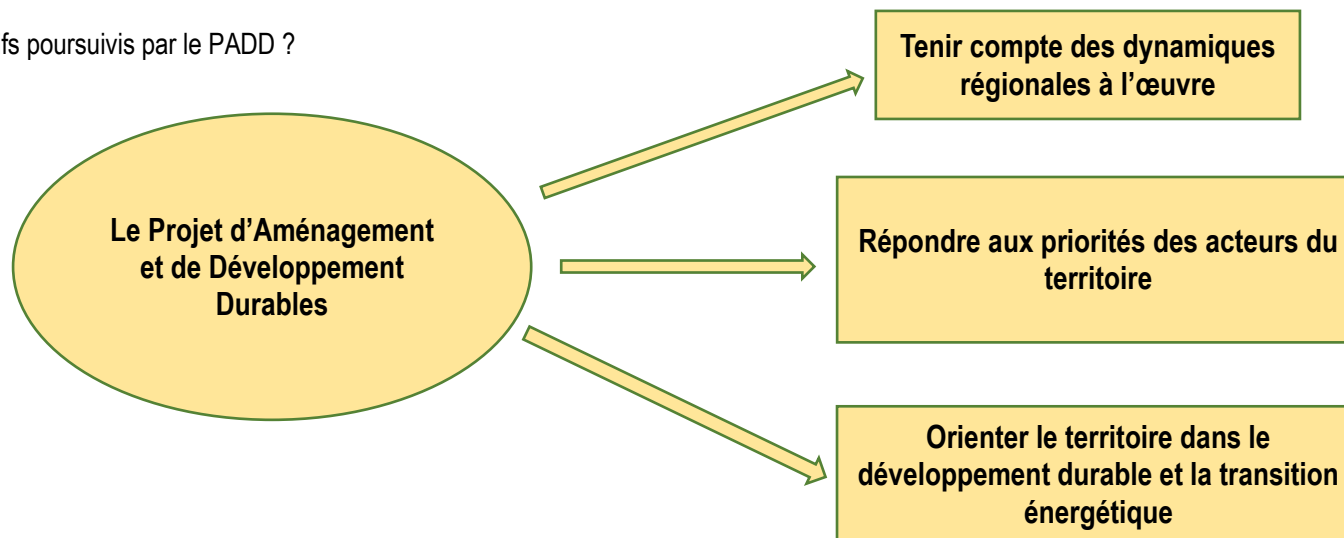 fs poursuivis par le PADD ?
Tenir compte des dynamiques
régionales à l’œuvre
Le Projet d’Aménagement
et de Développement
Durables
Répondre aux priorités des acteurs du
territoire
Orienter le territoire dans le
développement durable et la transition
énergétique